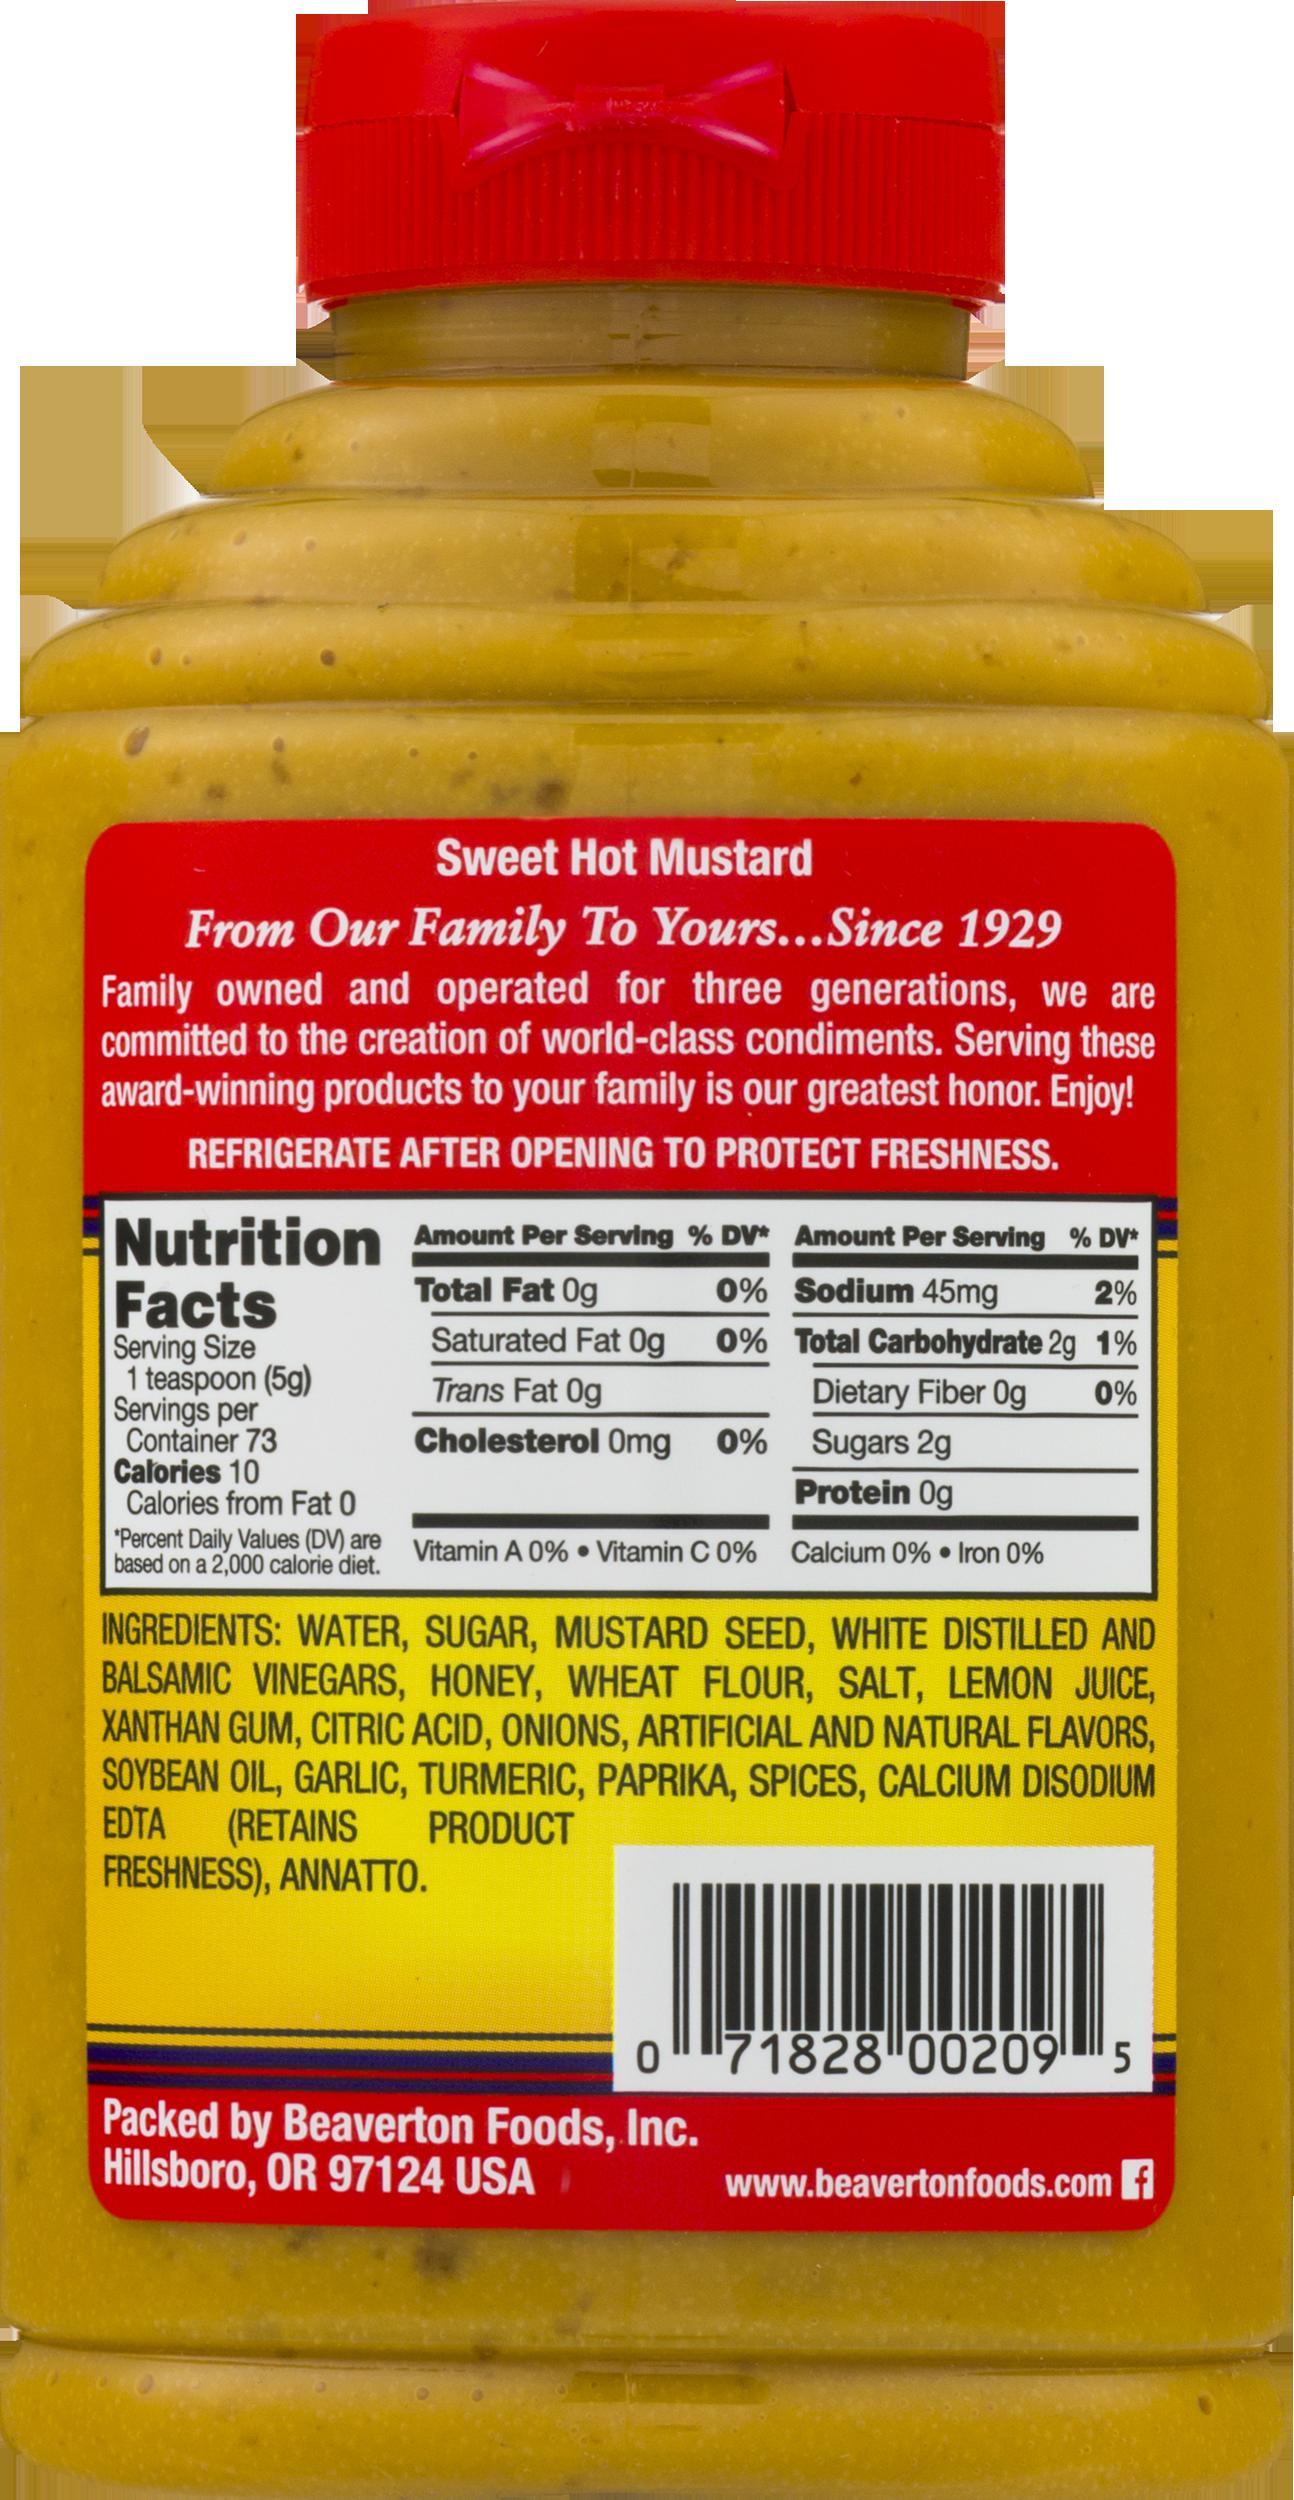 Sweet Hot Mustard
From Our Family To Yours...Since 1929
Family owned and operated for three generations, we are
committed to the creation of world-class condiments. Serving these
award-winning products to your family is our greatest honor. Enjoy!
REFRIGERATE AFTER OPENING TO PROTECT FRESHNESS.
Nutrition
Facts
Serving Size
1 teaspoon (5g)
Servings per
Container 73
Calories 10
Calories from Fat 0
*Percent Daily Values (DV) are
based on a 2,000 calorie diet.
Amount Per Serving % DV*
Total Fat 0g 0%
Saturated Fat 0g 0%
Trans Fat 0g
Cholesterol 0mg 0%
Vitamin A 0% • Vitamin C 0%
Amount Per Serving % DV*
Sodium 45mg 2%
Total Carbohydrate 2g 1%
Dietary Fiber 0g 0%
Sugars 2g
Protein 0g
Calcium 0% • Iron 0%
INGREDIENTS: WATER, SUGAR, MUSTARD SEED, WHITE DISTILLED AND
BALSAMIC VINEGARS, HONEY, WHEAT FLOUR, SALT, LEMON JUICE,
XANTHAN GUM, CITRIC ACID, ONIONS, ARTIFICIAL AND NATURAL FLAVORS,
SOYBEAN OIL, GARLIC, TURMERIC, PAPRIKA, SPICES, CALCIUM DISODIUM
EDTA (RETAINS PRODUCT
FRESHNESS), ANNATTO.
0 71828 00209 5
Packed by Beaverton Foods, Inc.
Hillsboro, OR 97124 USA
www.beavertonfoods.com f